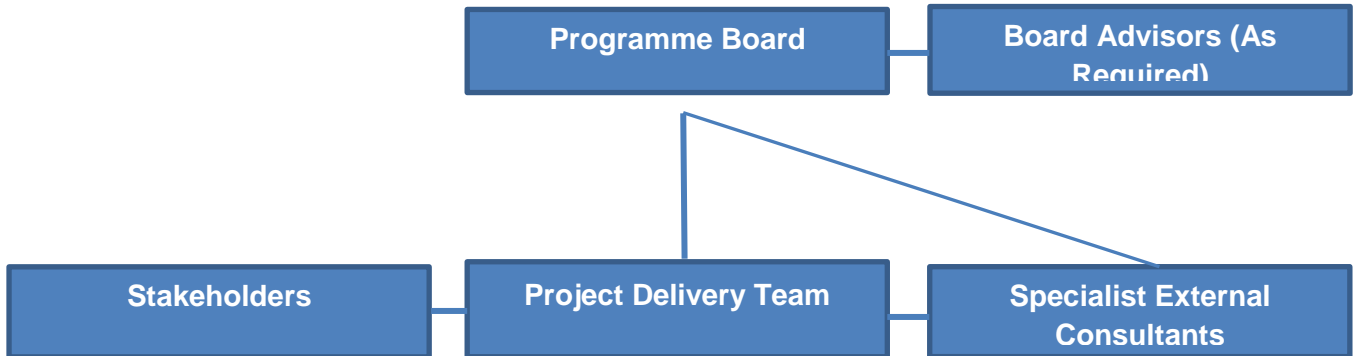 Programme Board
Board Advisors (As
Required)
Stakeholders
Project Delivery Team
Specialist External
Consultants